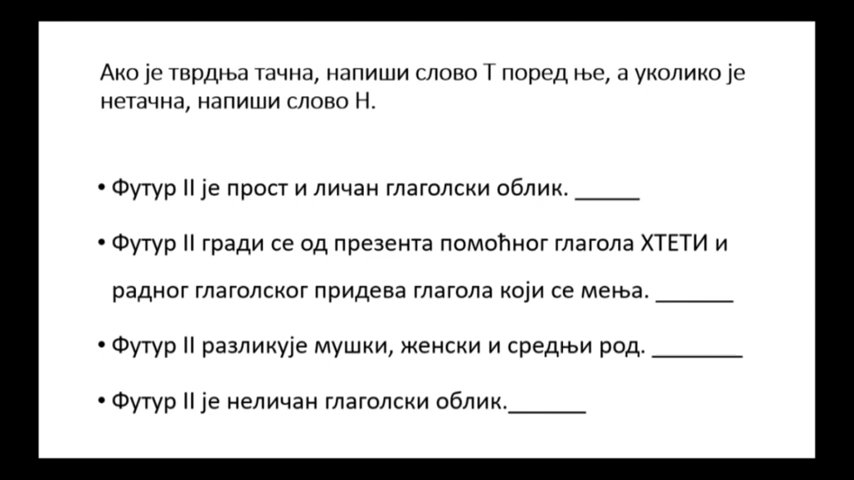 Ако је тврдња тачна, напиши слово Т поред ње, а уколико је
нетачна, напиши слово Н.
• Футур II је прост и личан глаголски облик. _____
• Футур II гради се од презента помоћног глагола ХТЕТИ и
радног глаголског придева глагола који се мења. ______
• Футур II разликује мушки, женски и средњи род. _______
• Футур II је неличан глаголски облик.______